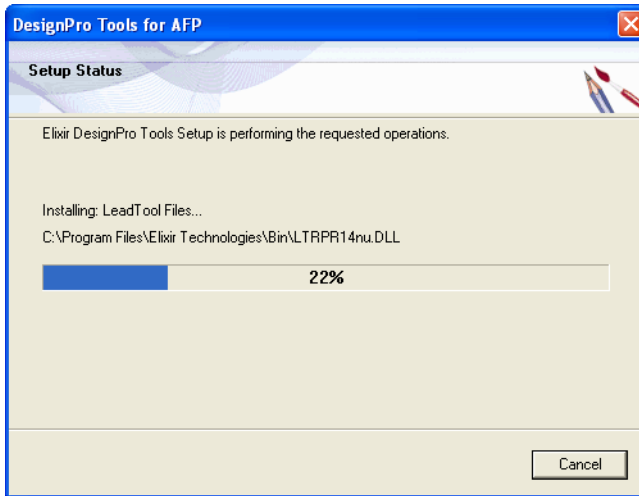 DesignPro Tools for AFP
Setup Status
Elixir DesignPro Tools Setup is performing the requested operations.
Installing: LeadTool Files...
C:\Program Files\Elixir Technologies\Bin\LTRPR14nu.DLL
22%
Cancel